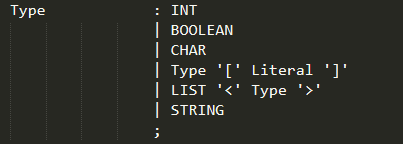 Type : INT
| BOOLEAN
| CHAR
| Type '[' Literal ']'
| LIST '<' Type '>'
| STRING
;